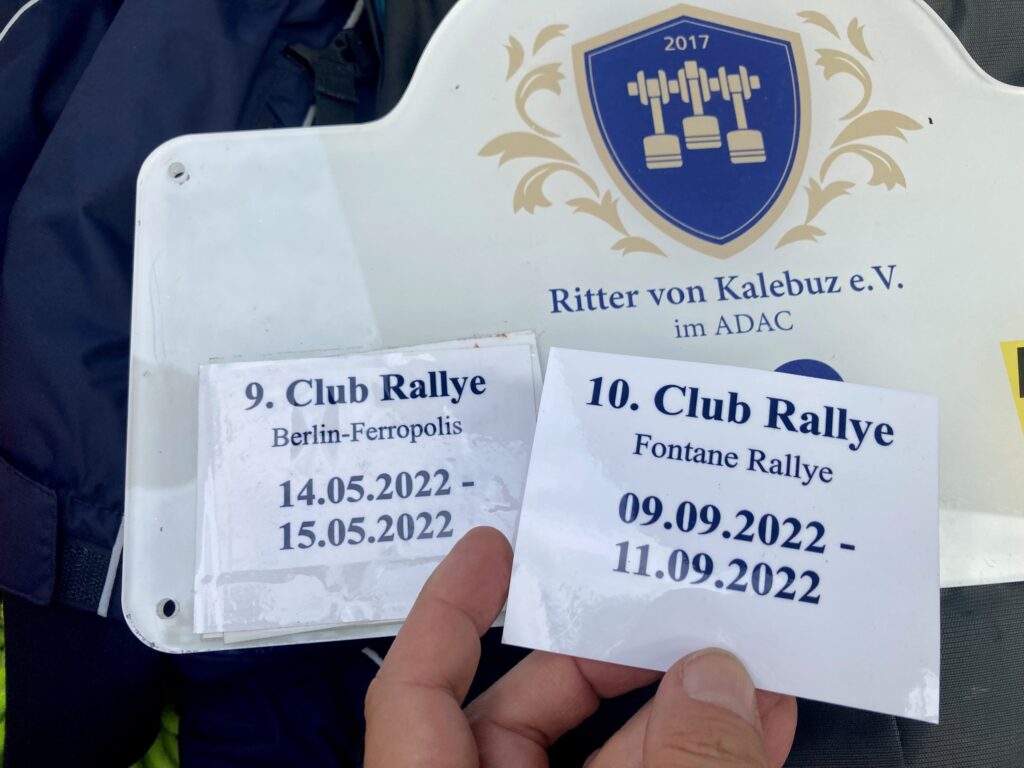 2017
Ritter von Kalebuz e.V.
im ADAC
9. Club Rallye
Berlin-Ferropolis
14.05.2022 -
15.05.2022
10. Club Rallye
Fontane Rallye
09.09.2022 -
11.09.2022